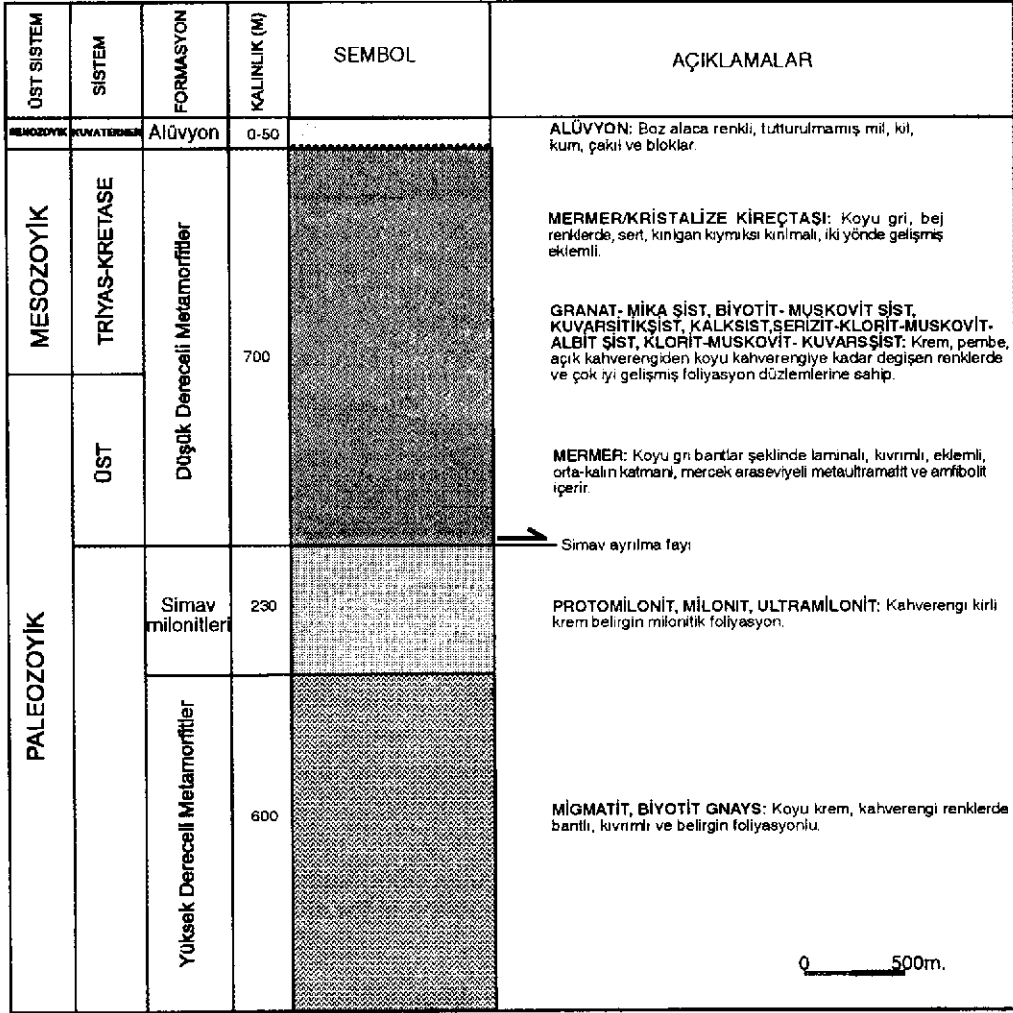 ÜST SISTEM
SİSTEM
FORMASYON
KALINLIK (M)
SEMBOL
AÇIKLAMALAR
SENOZOYİK
KUVATERNER
Alüvyon
0-50
ALÜVYON: Boz alaca renkli, tutturulmamış mil, kil,
kum, çakıl ve bloklar.
MESOZOYİK
TRİYAS-KRETASE
Düşük Dereceli Metamorfitler
700
MERMER/KRİSTALİZE KİREÇTAŞI: Koyu gri, bej
renklerde, sert, kırılgan kıymıksı kırılmalı, iki yönde gelişmiş
eklemli.
GRANAT- MİKA ŞİST, BİYOTİT- MUSKOVİT ŞİST,
KUVARSİTİKŞİST, KALKSIST,SERİZİT-KLORİT-MUSKOVİT-
ALBİT ŞİST, KLORİT-MUSKOVİT- KUVARSŞİST: Krem, pembe,
açık kahverengiden koyu kahverengiye kadar değişen renklerde
ve çok iyi gelişmiş foliyasyon düzlemlerine sahip.
PALEOZOYİK
ÜST
MERMER: Koyu gri bantlar şeklinde laminalı, kıvrımlı, eklemli,
orta-kalın katmanı, mercek araseviyeli metaultramafit ve amfibolit
içerir.
Simav ayrılma fayı
Simav
milonitleri
230
PROTOMİLONİT, MİLONIT, ULTRAMİLONİT: Kahverengi kirli
krem belirgin milonitik foliyasyon.
Yüksek Dereceli Metamorfitler
600
MİGMATİT, BİYOTİT GNAYS: Koyu krem, kahverengi renklerde
bantlı, kıvrımlı ve belirgin foliyasyonlu.
0 500m.